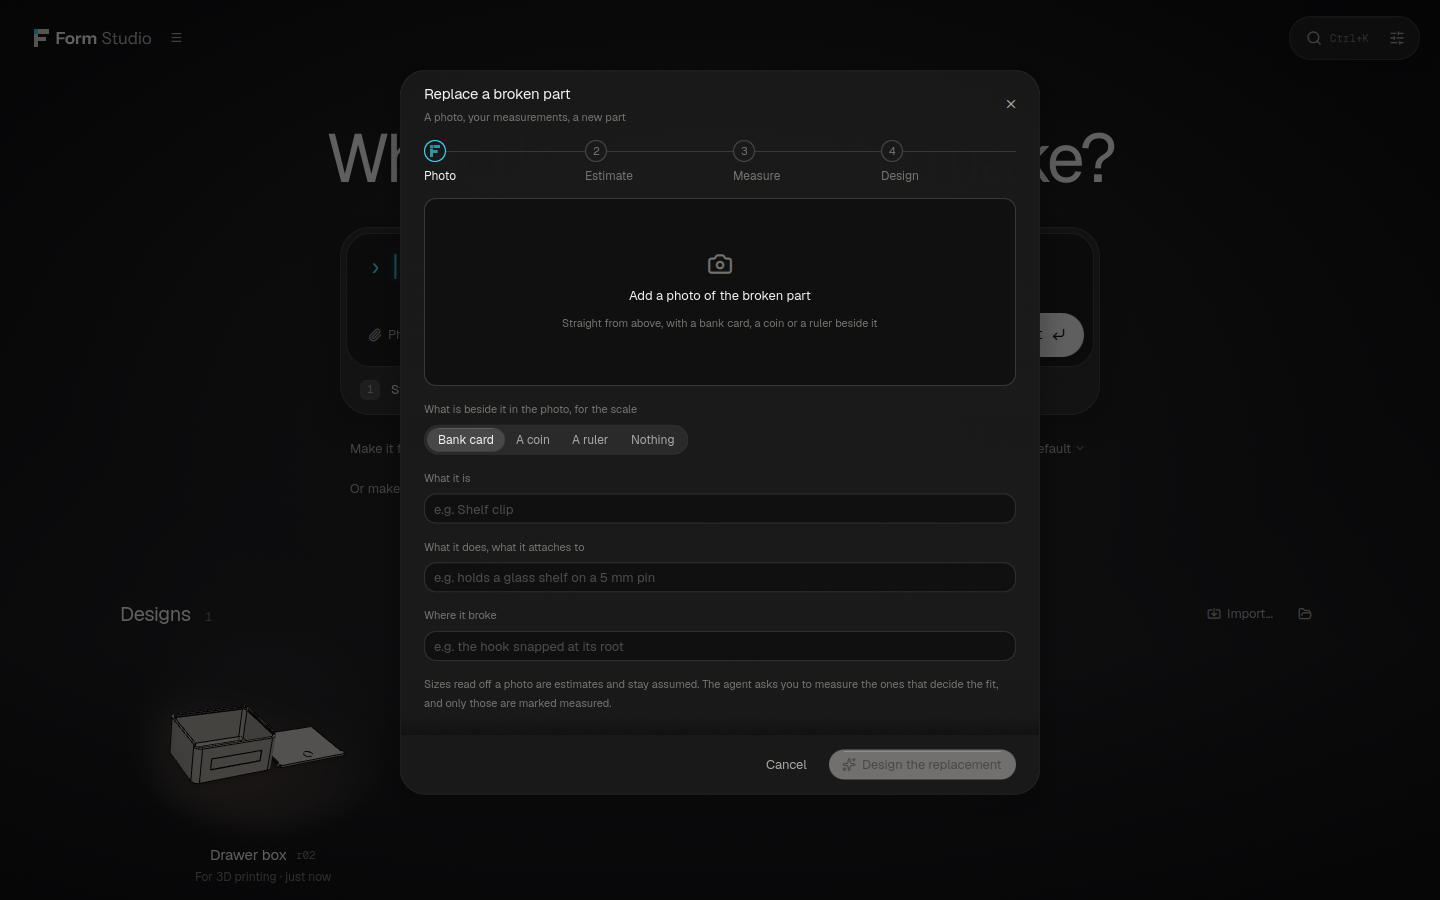 Form Studio
Ctrl+K
Replace a broken part
A photo, your measurements, a new part
2
3
4
Photo
Estimate
Measure
Design
Add a photo of the broken part
Straight from above, with a bank card, a coin or a ruler beside it
1
What is beside it in the photo, for the scale
Bank card
A coin
A ruler
Nothing
Make it
Or make
What it is
e.g. Shelf clip
What it does, what it attaches to
e.g. holds a glass shelf on a 5 mm pin
Where it broke
e.g. the hook snapped at its root
Designs 1
Import...
Sizes read off a photo are estimates and stay assumed. The agent asks you to measure the ones that decide the fit,
and only those are marked measured.
Cancel
Design the replacement
Drawer box r02
For 3D printing · just now